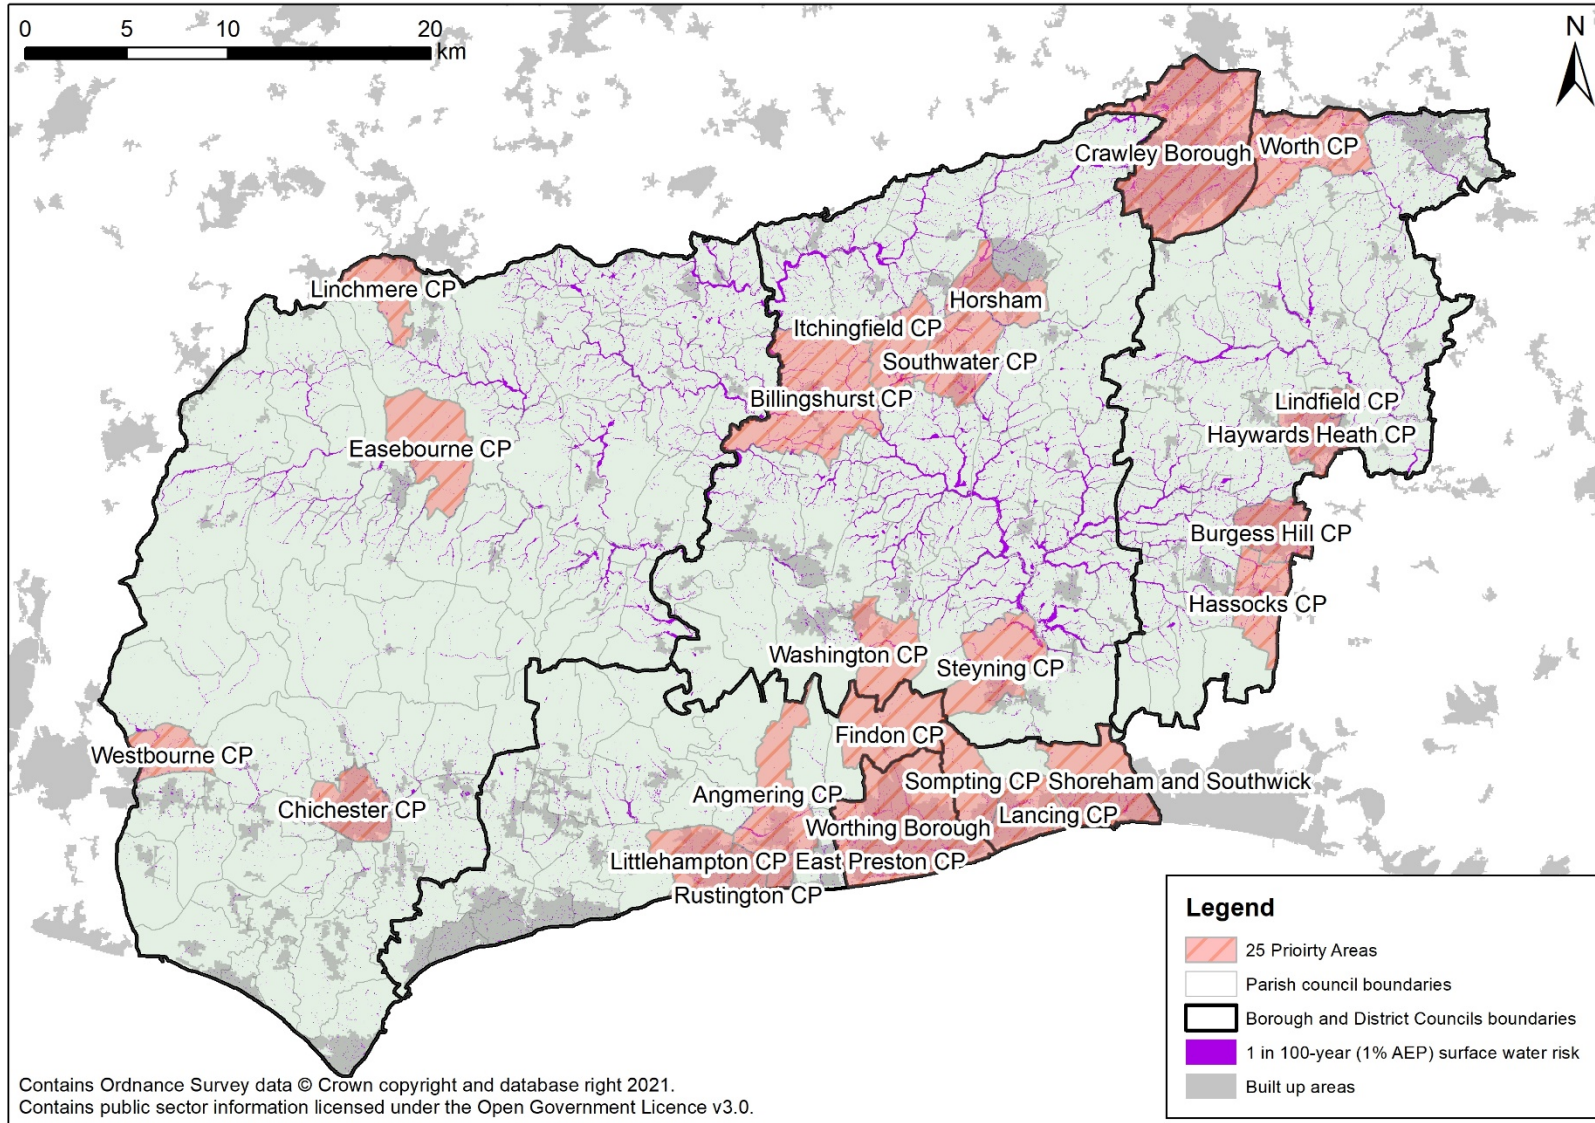 0 5 10 20
km
N
Crawley Borough
Worth CP
Linchmere CP
Horsham
Itchingfield CP
Southwater CP
Billingshurst CP
Lindfield CP
Haywards Heath CP
Easebourne CP
Burgess Hill CP
Hassocks CP
Washington CP
Steyning CP
Findon CP
Westbourne CP
Sompting CP
Shoreham and Southwick
Angmering CP
Chichester CP
Lancing CP
Worthing Borough
Littlehampton CP
East Preston CP
Rustington CP
Legend
25 Prioirty Areas
Parish council boundaries
Borough and District Councils boundaries
1 in 100-year (1% AEP) surface water risk
Built up areas
Contains Ordnance Survey data © Crown copyright and database right 2021.
Contains public sector information licensed under the Open Government Licence v3.0.